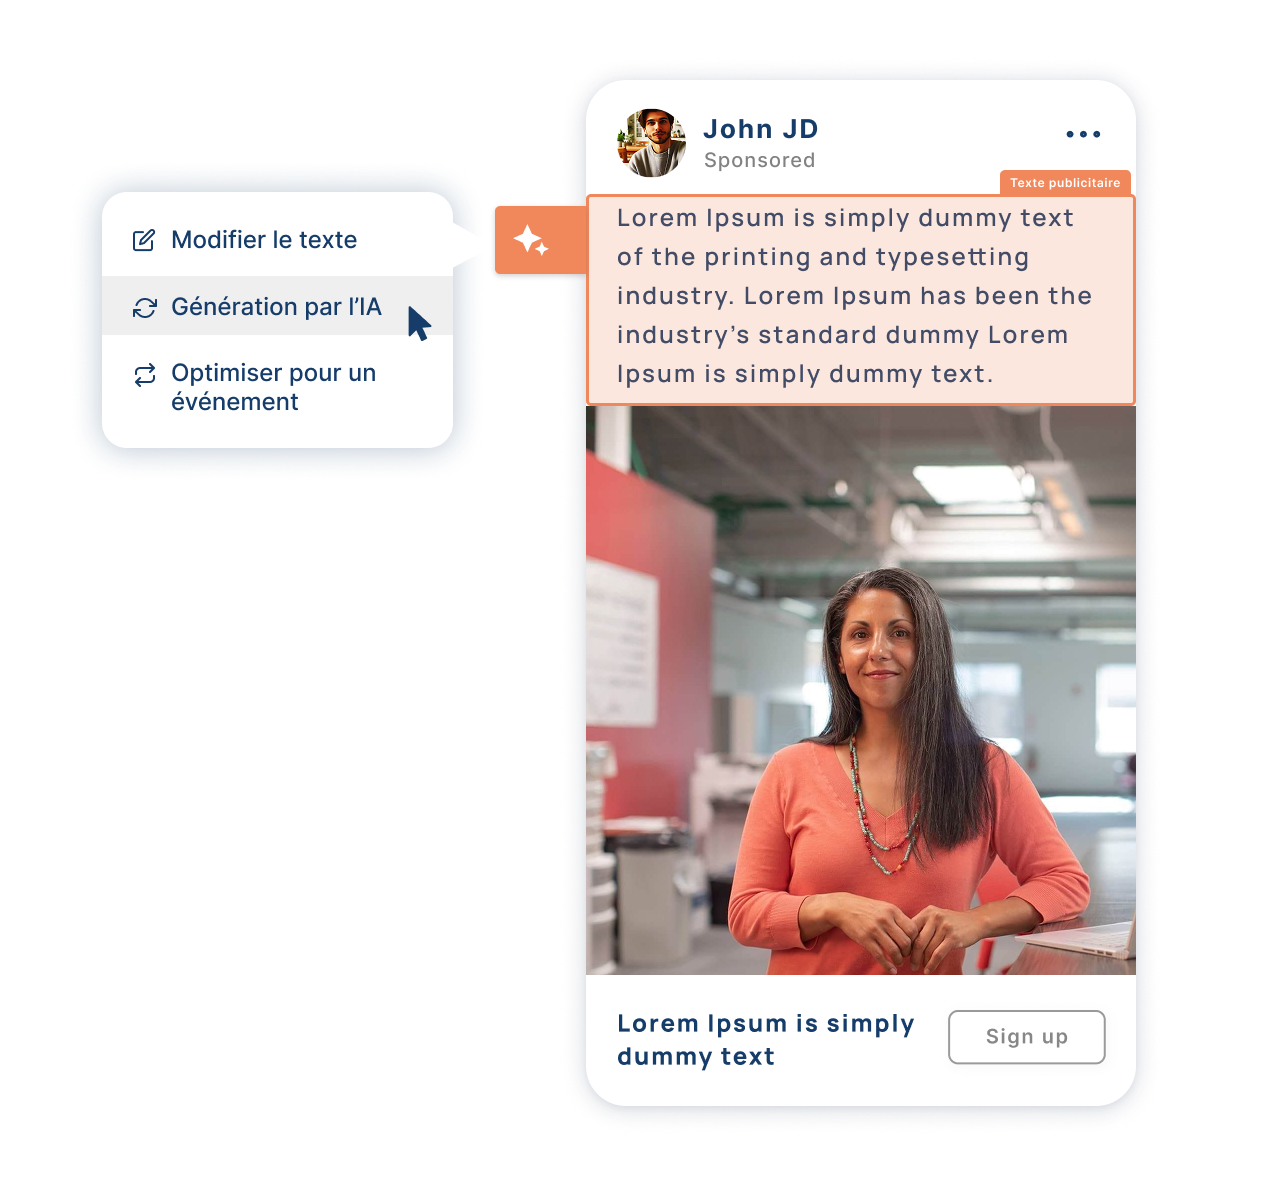 Modifier le texte
Génération par l’IA
Optimiser pour un
événement
John JD
Sponsored
Texte publicitaire
Lorem Ipsum is simply dummy text
of the printing and typesetting
industry. Lorem Ipsum has been the
industry’s standard dummy Lorem
Ipsum is simply dummy text.
Lorem Ipsum is simply
dummy text
Sign up